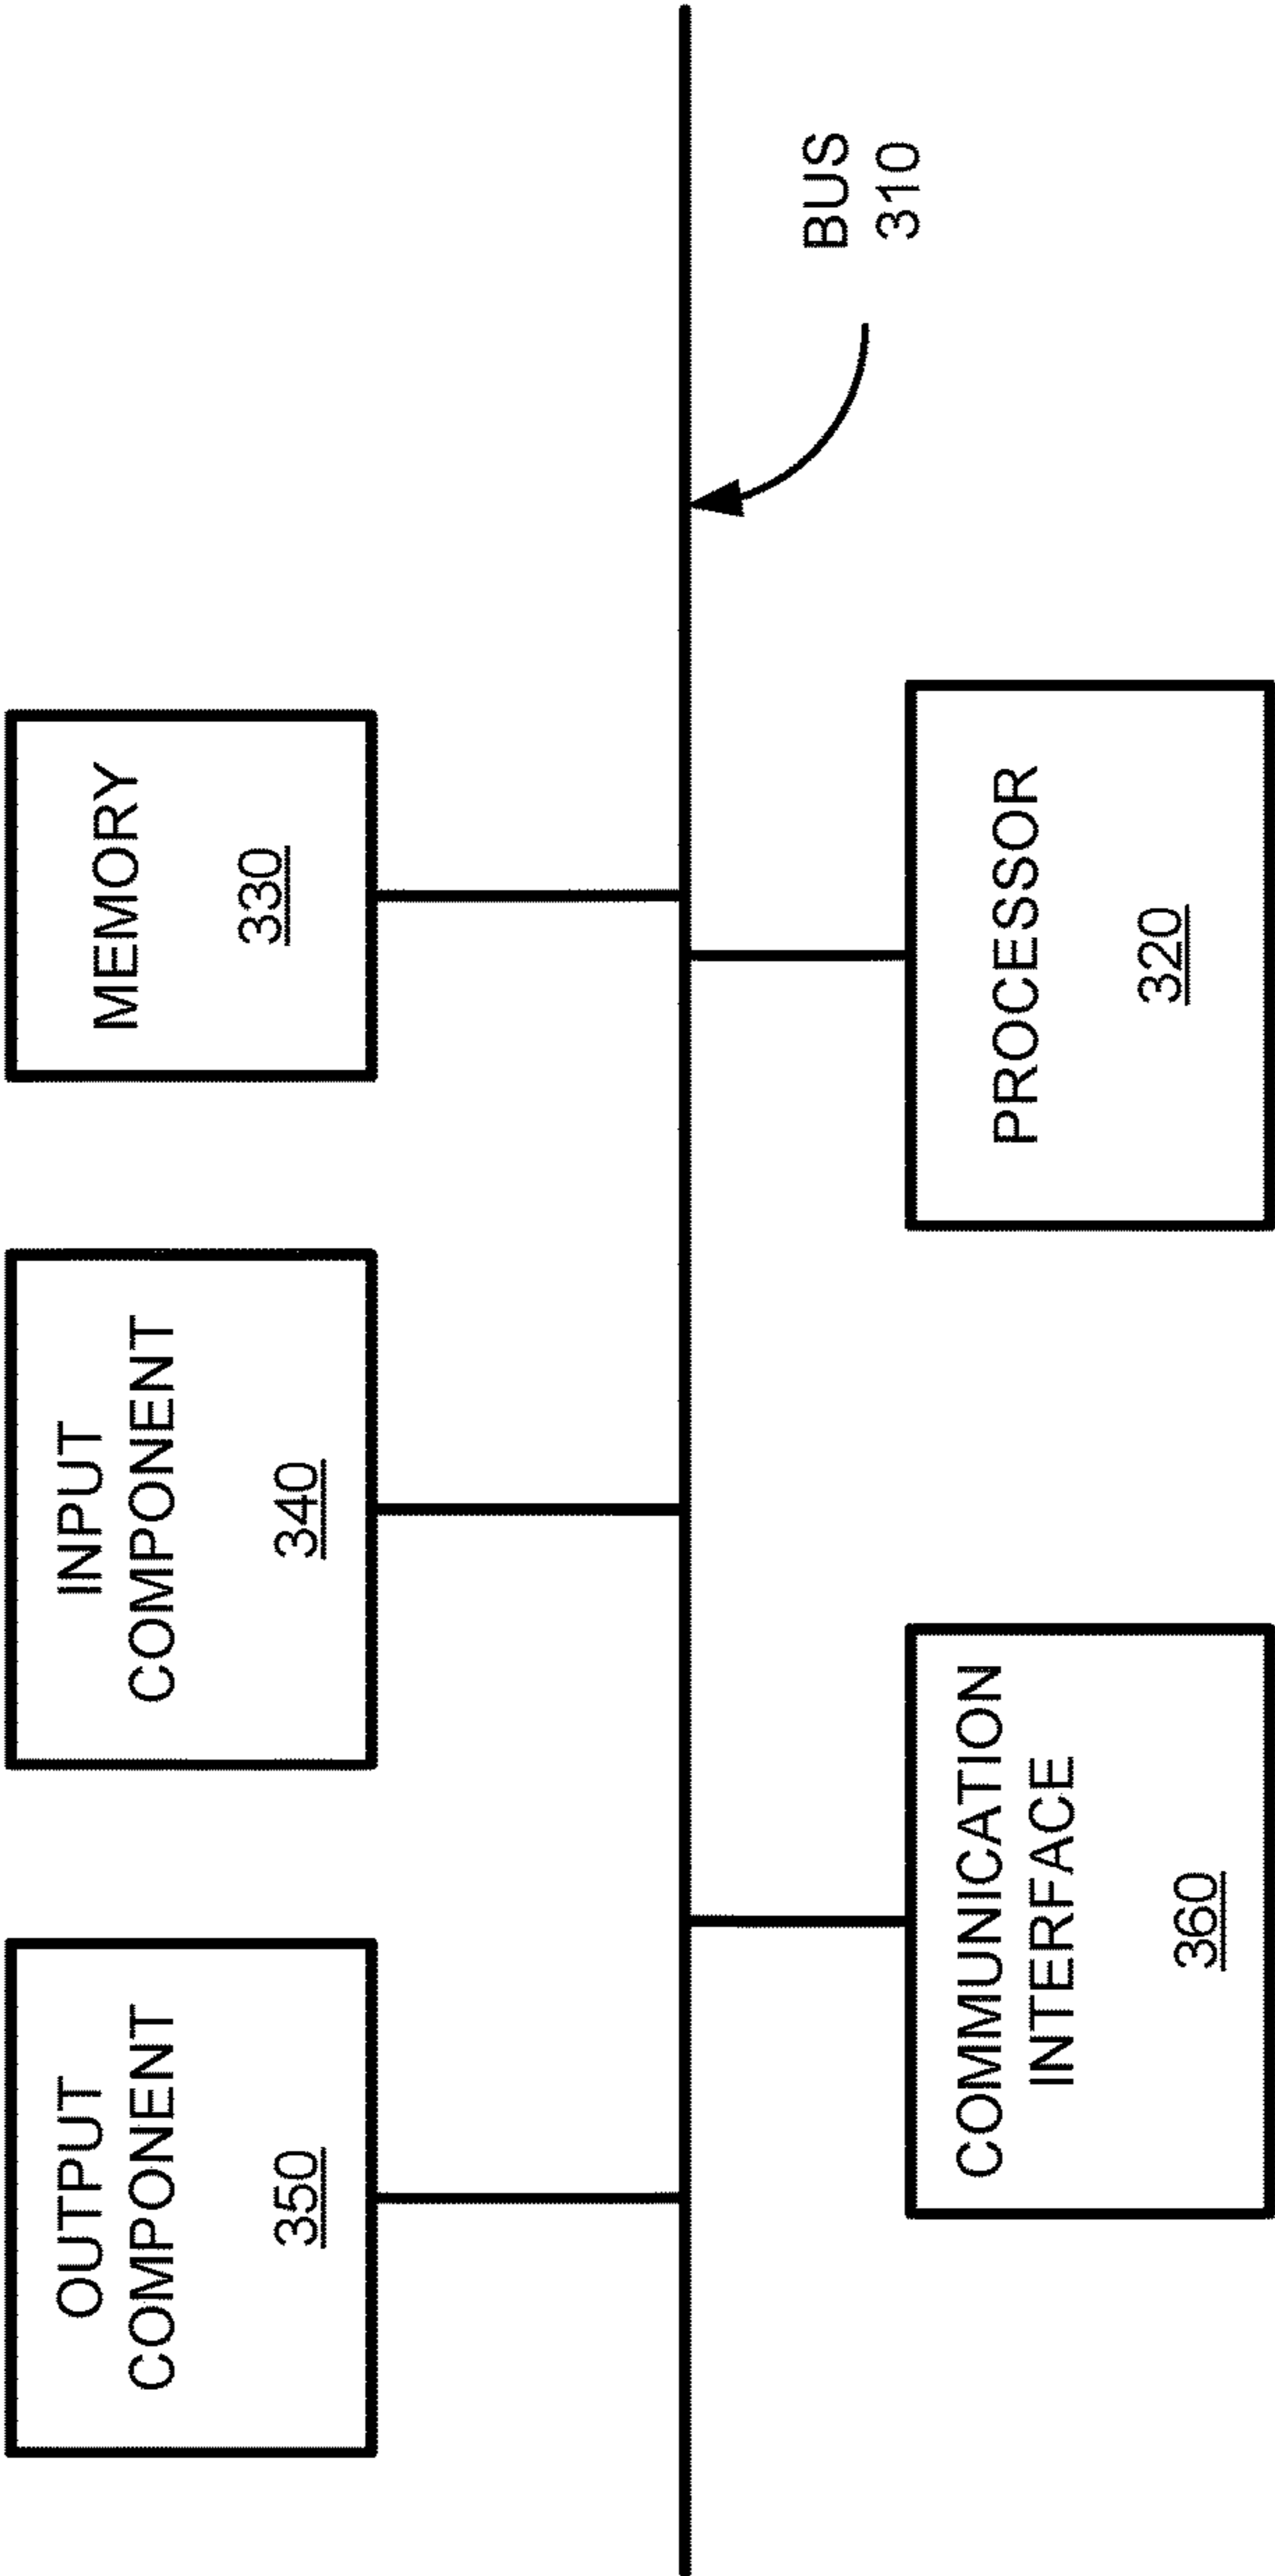 OUTPUT
COMPONENT
350
INPUT
COMPONENT
340
MEMORY
330
COMMUNICATION
INTERFACE
360
PROCESSOR
320
BUS
310